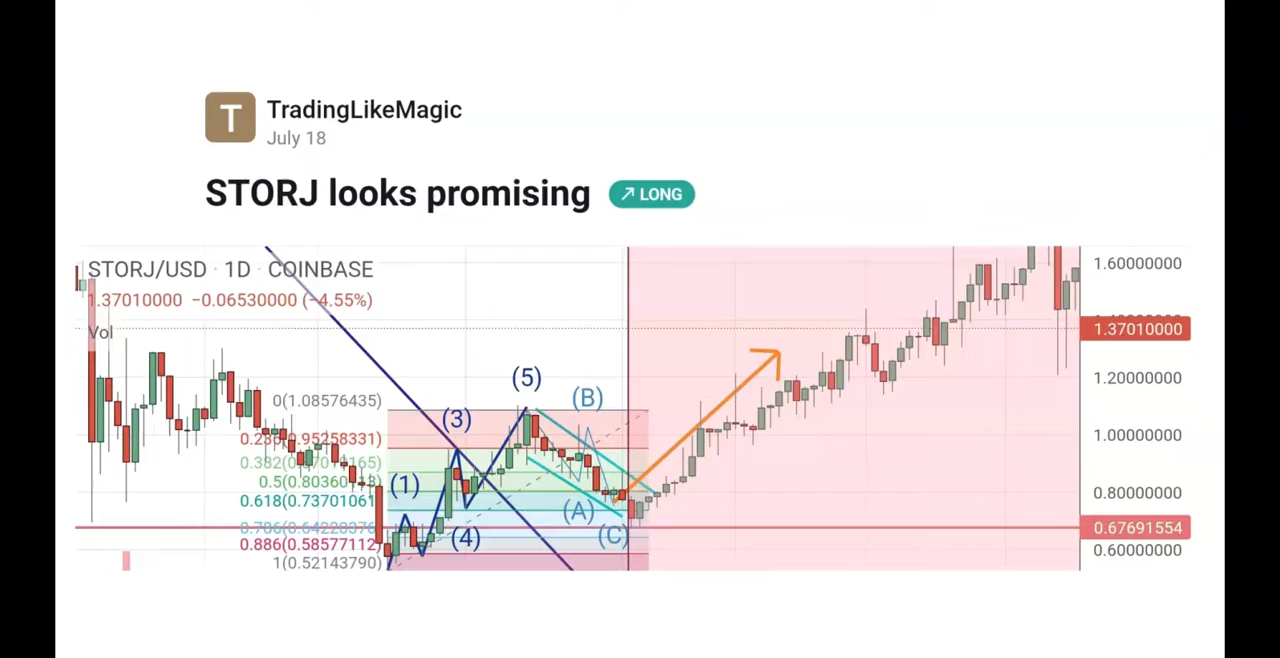 T
TradingLikeMagic
July 18
STORJ looks promising
LONG
STORJ/USD · 1D · COINBASE
1.37010000 −0.06530000 (−4.55%)
Vol
0(1.08576435)
0.5(0.80360113)
0.618(0.73701061)
0.886(0.58577112)
1(0.52143790)
(1)
(3)
(4)
(5)
(A)
(B)
(C)
1.60000000
1.37010000
1.20000000
1.00000000
0.80000000
0.67691554
0.60000000